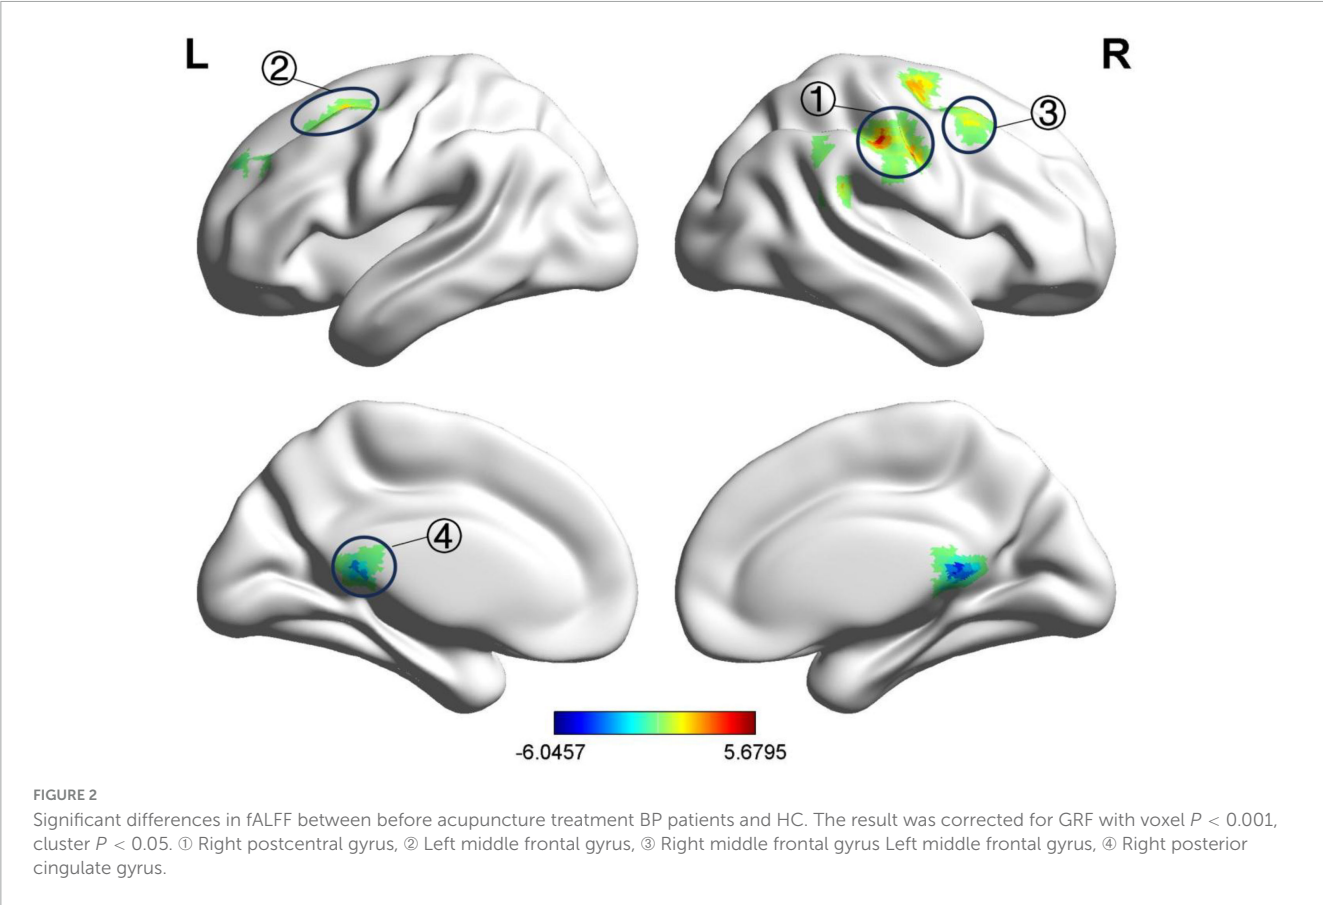 L
R
②
①
③
④
-6.0457 5.6795
FIGURE 2
Significant differences in fALFF between before acupuncture treatment BP patients and HC. The result was corrected for GRF with voxel P < 0.001,
cluster P < 0.05. ① Right postcentral gyrus, ② Left middle frontal gyrus, ③ Right middle frontal gyrus Left middle frontal gyrus, ④ Right posterior
cingulate gyrus.